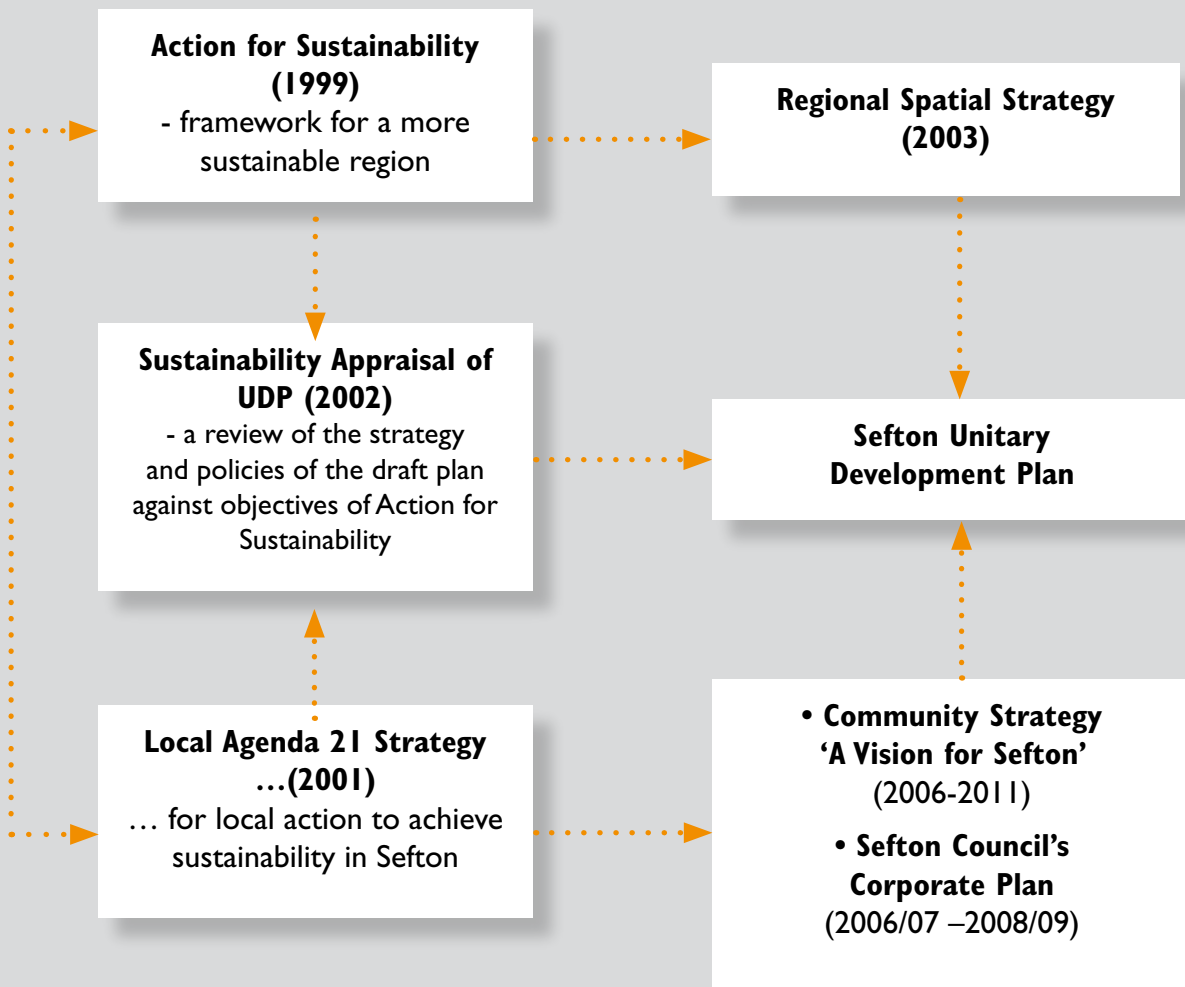 Action for Sustainability
(1999)
- framework for a more
sustainable region
Regional Spatial Strategy
(2003)
Sustainability Appraisal of
UDP (2002)
- a review of the strategy
and policies of the draft plan
against objectives of Action for
Sustainability
Sefton Unitary
Development Plan
Local Agenda 21 Strategy
…(2001)
… for local action to achieve
sustainability in Sefton
• Community Strategy
‘A Vision for Sefton’
(2006-2011)
• Sefton Council’s
Corporate Plan
(2006/07 –2008/09)